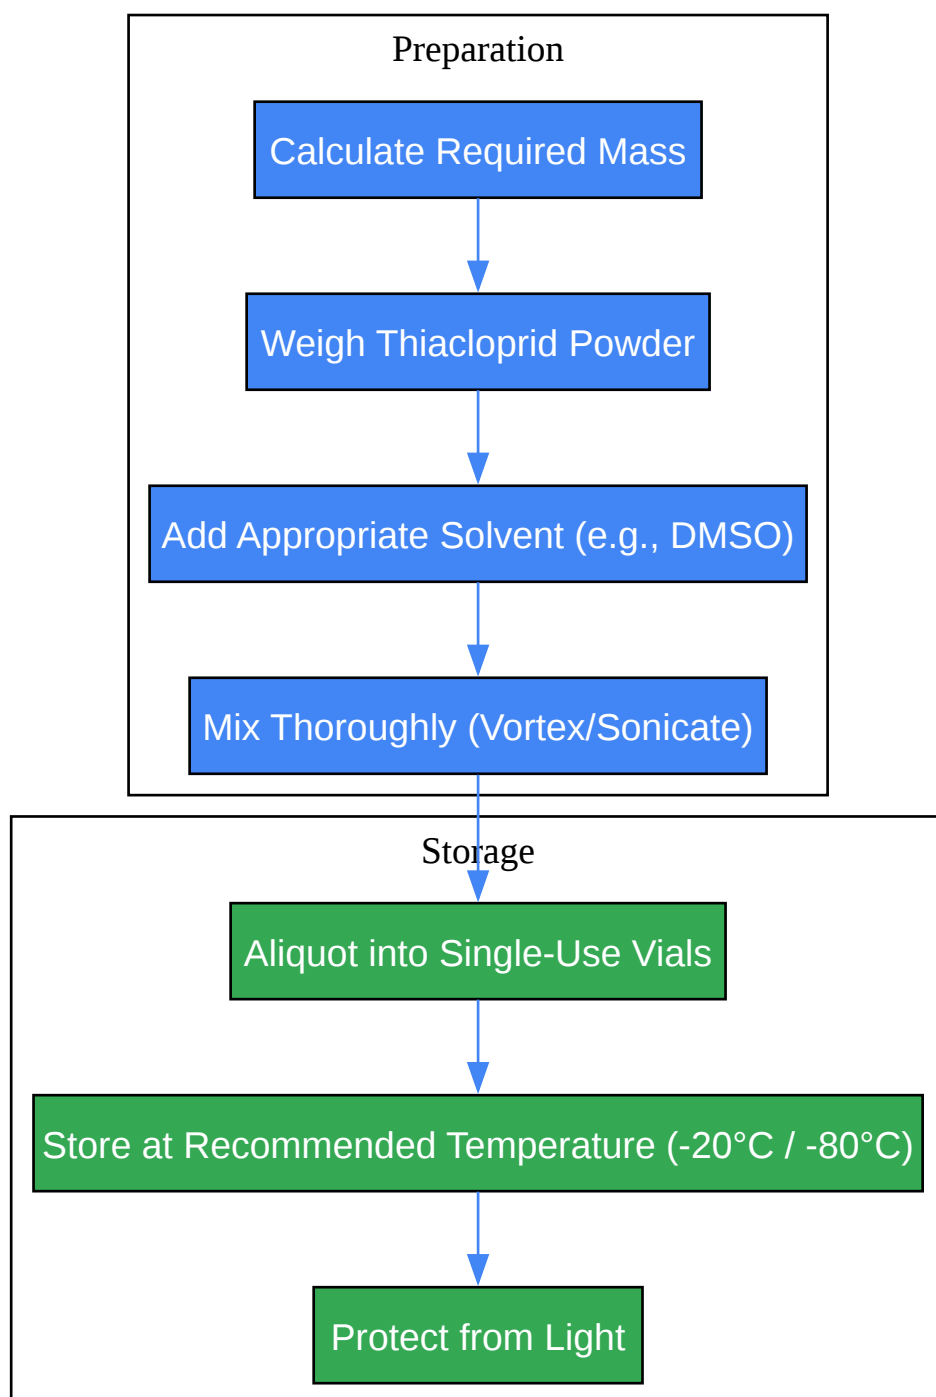 Preparation
Calculate Required Mass
Weigh Thiacloprid Powder
Add Appropriate Solvent (e.g., DMSO)
Mix Thoroughly (Vortex/Sonicate)
Storage
Aliquot into Single-Use Vials
Store at Recommended Temperature (-20°C / -80°C)
Protect from Light